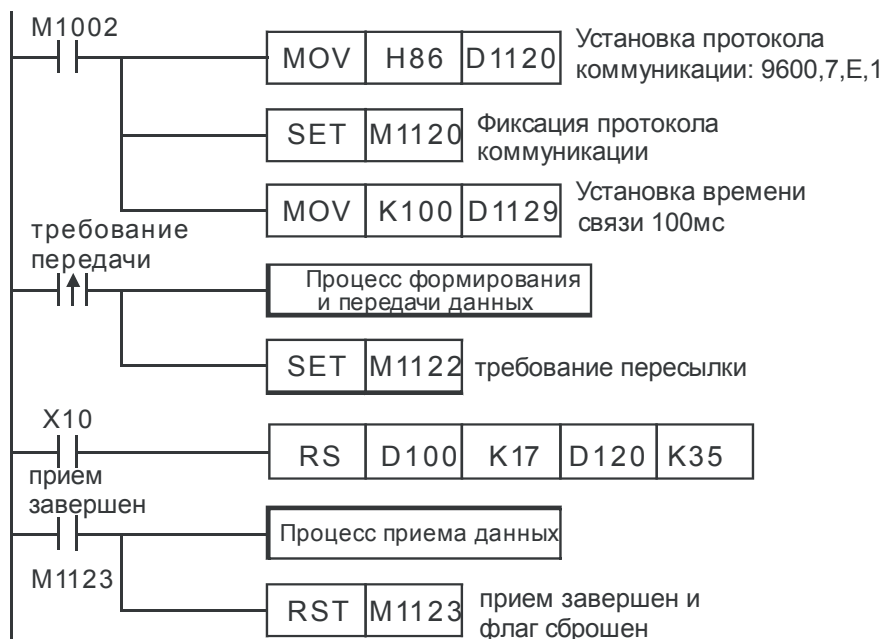 M1002
MOV H86 D1120
Установка протокола
коммуникации: 9600,7,E,1
SET M1120
Фиксация протокола
коммуникации
MOV K100 D1129
Установка времени
связи 100мс
требование
передачи
Процесс формирования
и передачи данных
SET M1122
требование пересылки
X10
RS D100 K17 D120 K35
прием
завершен
Процесс приема данных
M1123
RST M1123
прием завершен и
флаг сброшен